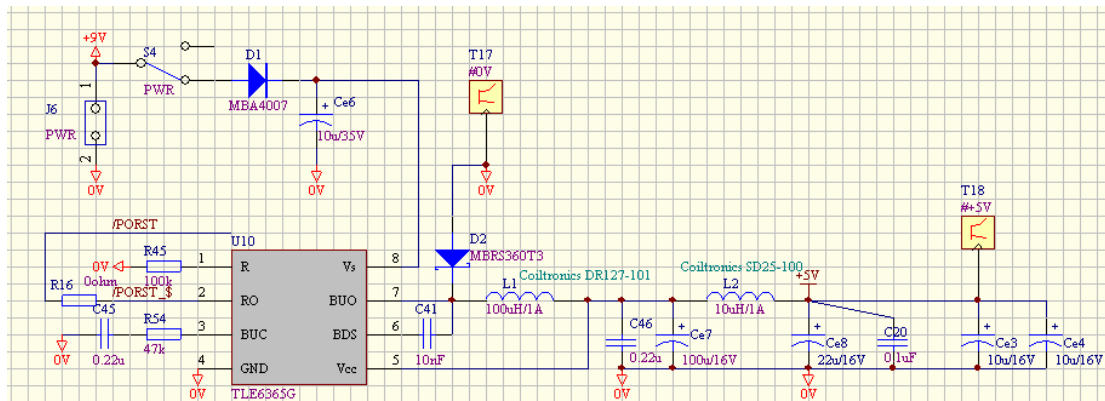 +9V
S4
D1
T17
#0V
1
PWR
MBA4007
Ce6
+
10u/35V
J6
PWR
2
0V
0V
0V
T18
#+5V
/PORST
U10
D2
MBRS360T3
R45
0V
0ohm
100k
1
R
Vs
8
Coiltronics DR127-101
Coiltronics SD25-100
+5V
R16
/PORST_$
2
RO
BUO
7
L1
100uH/1A
L2
10uH/1A
C45
R54
3
BUC
BDS
6
C41
C46
+
Ce7
+
Ce8
C20
+
Ce3
+
Ce4
0V
0.22u
47k
10nF
0.22u
100u/16V
22u/16V
0.1uF
10u/16V
10u/16V
4
GND
Vcc
5
0V
TLE6365G
0V
0V